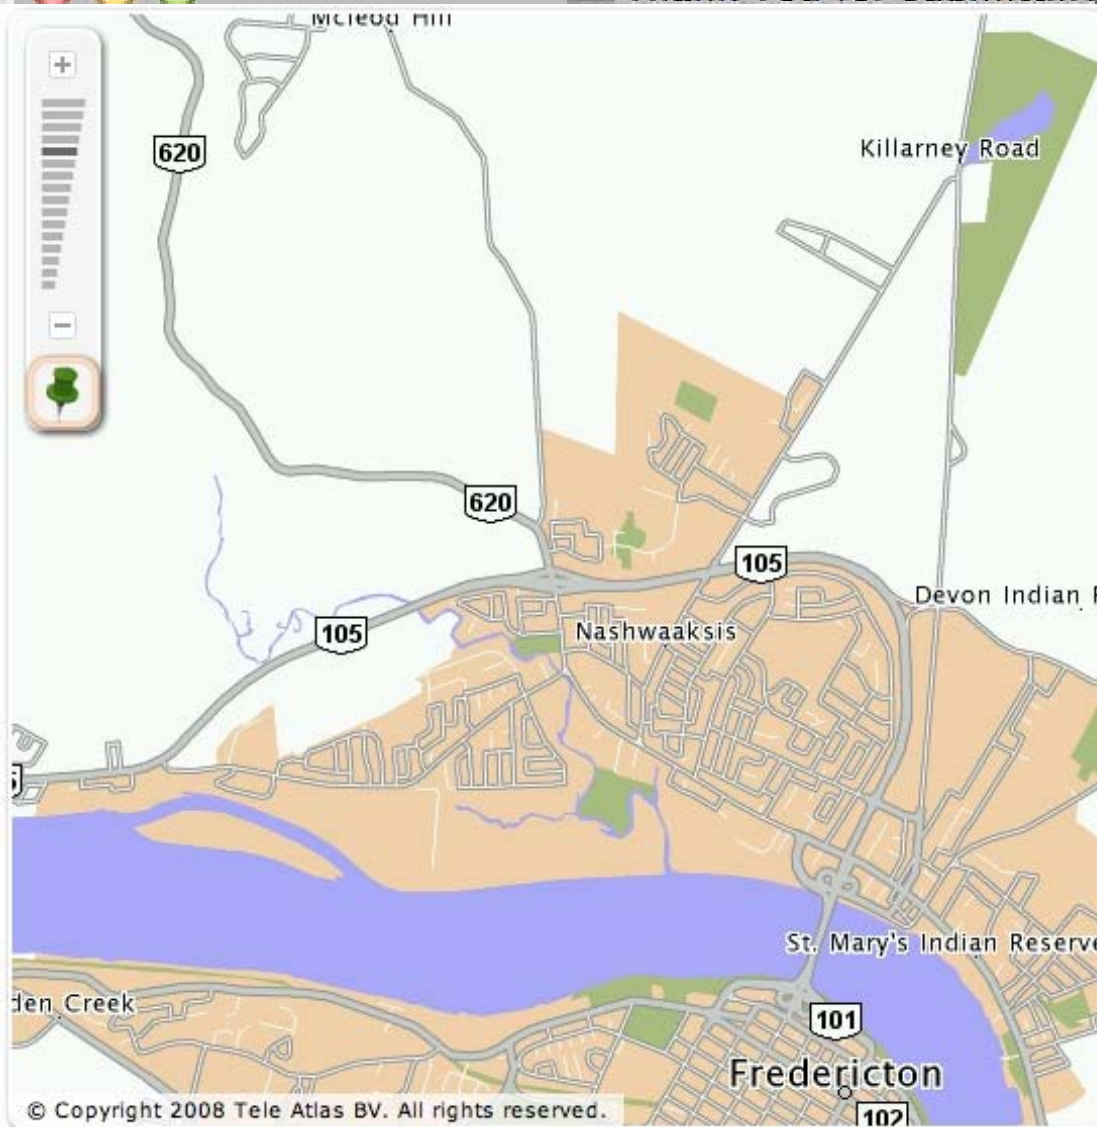 Mcleod Hill
620
Killarney Road
620
105
Devon Indian
105
Nashwaaksis
St. Mary's Indian Reserve
den Creek
101
Fredericton
© Copyright 2008 Tele Atlas BV. All rights reserved.
102